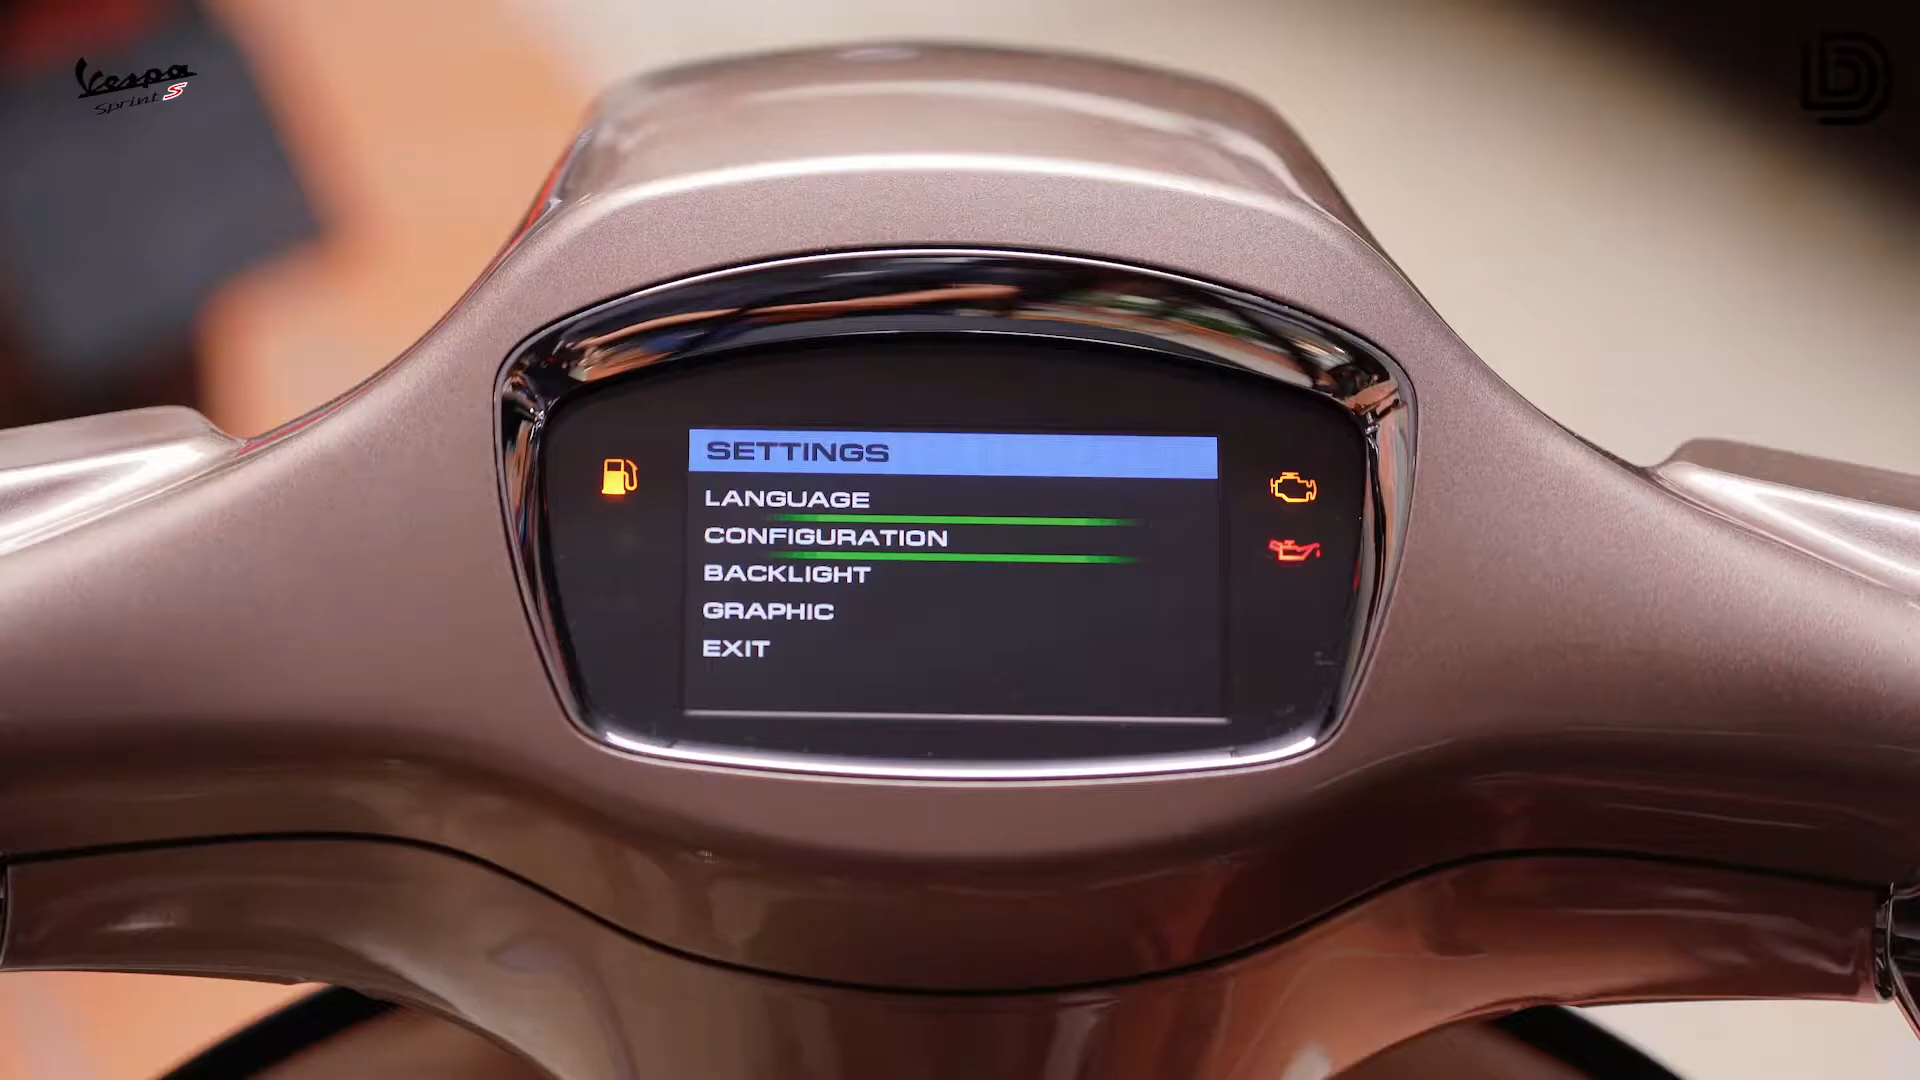 Vespa
Sprint S
SETTINGS
LANGUAGE
CONFIGURATION
BACKLIGHT
GRAPHIC
EXIT